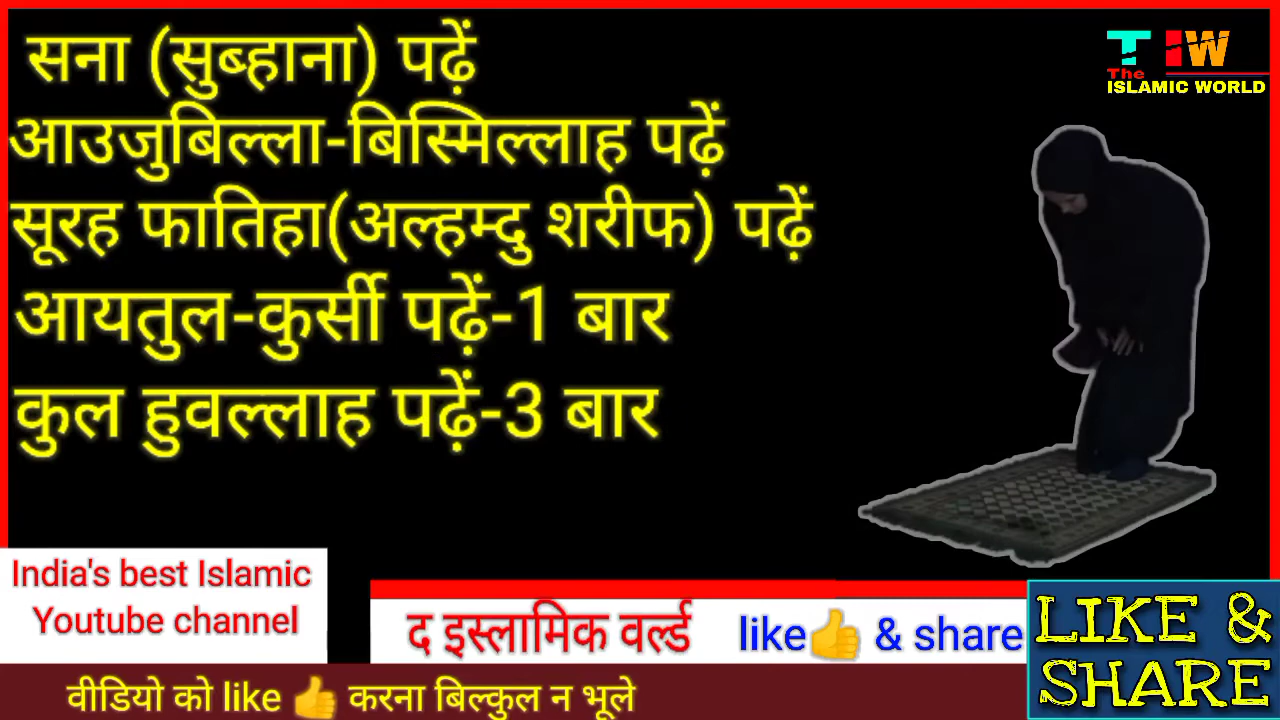 सना (सुब्हाना) पढ़ें
आउजुबिल्ला-बिस्मिल्लाह पढ़ें
सूरह फातिहा(अल्हम्दु शरीफ) पढ़ें
आयतुल-कुर्सी पढ़ें-1 बार
कुल हुवल्लाह पढ़ें-3 बार
T IW
The
ISLAMIC WORLD
India's best Islamic
Youtube channel
द इस्लामिक वर्ल्ड like👍 & share
LIKE &
SHARE
वीडियो को like 👍 करना बिल्कुल न भूले